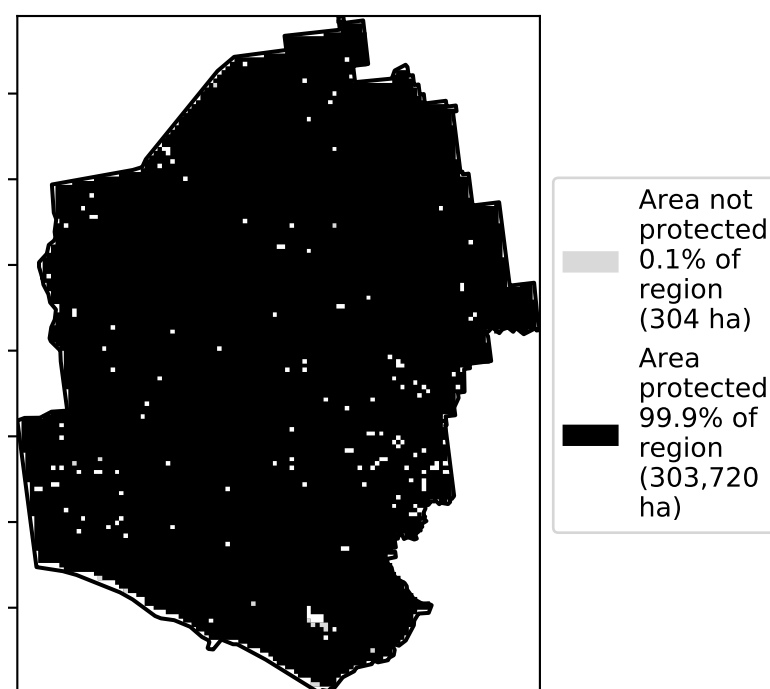 Area not
protected
0.1% of
region
(304 ha)
Area
protected
99.9% of
region
(303,720
ha)